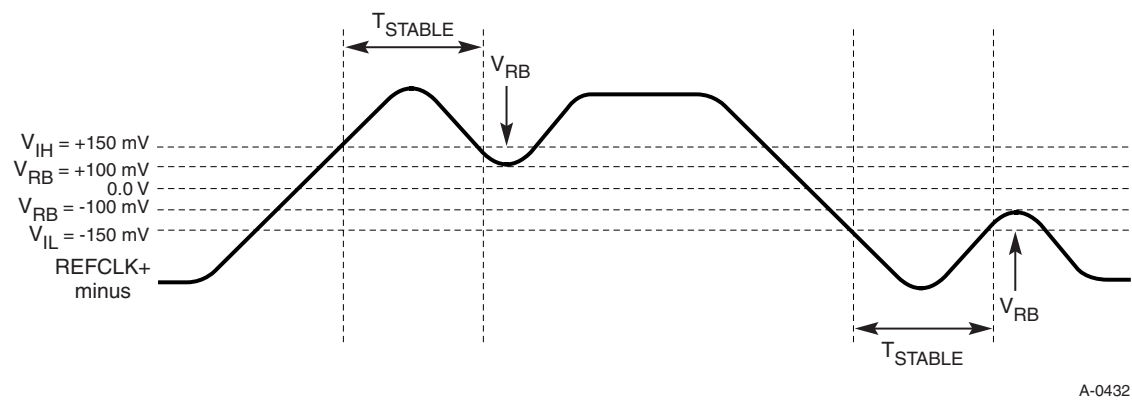 TSTABLE
VRB
VIH = +150 mV
VRB = +100 mV
0.0 V
VRB = -100 mV
VIL = -150 mV
REFCLK+
minus
VRB
TSTABLE
A-0432